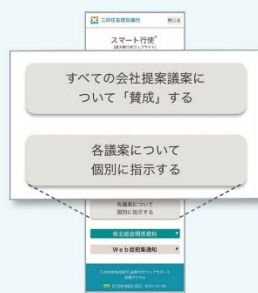 三井住友信託銀行
閉じる
スマート行使®
すべての会社提案議案に
ついて「賛成」する
各議案について
個別に指示する
各議案について
個別に指示する
株主総会関係資料
Web版招集通知